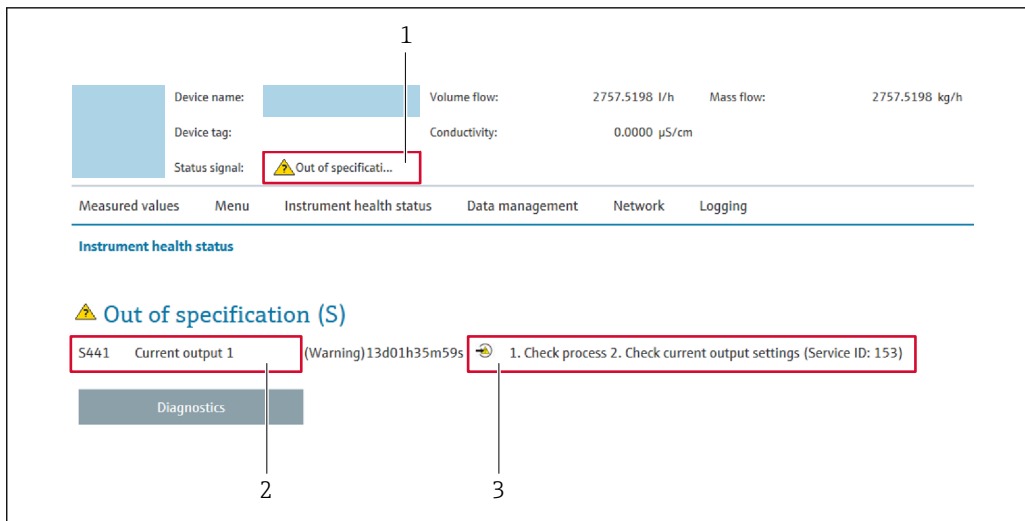 1
Device name: Volume flow: 2757.5198 l/h Mass flow: 2757.5198 kg/h
Device tag: Conductivity: 0.0000 µS/cm
Status signal: Out of specificati...
Measured values Menu Instrument health status Data management Network Logging
Instrument health status
Out of specification (S)
S441 Current output 1 (Warning)13d01h35m59s 1. Check process 2. Check current output settings (Service ID: 153)
Diagnostics
2 3